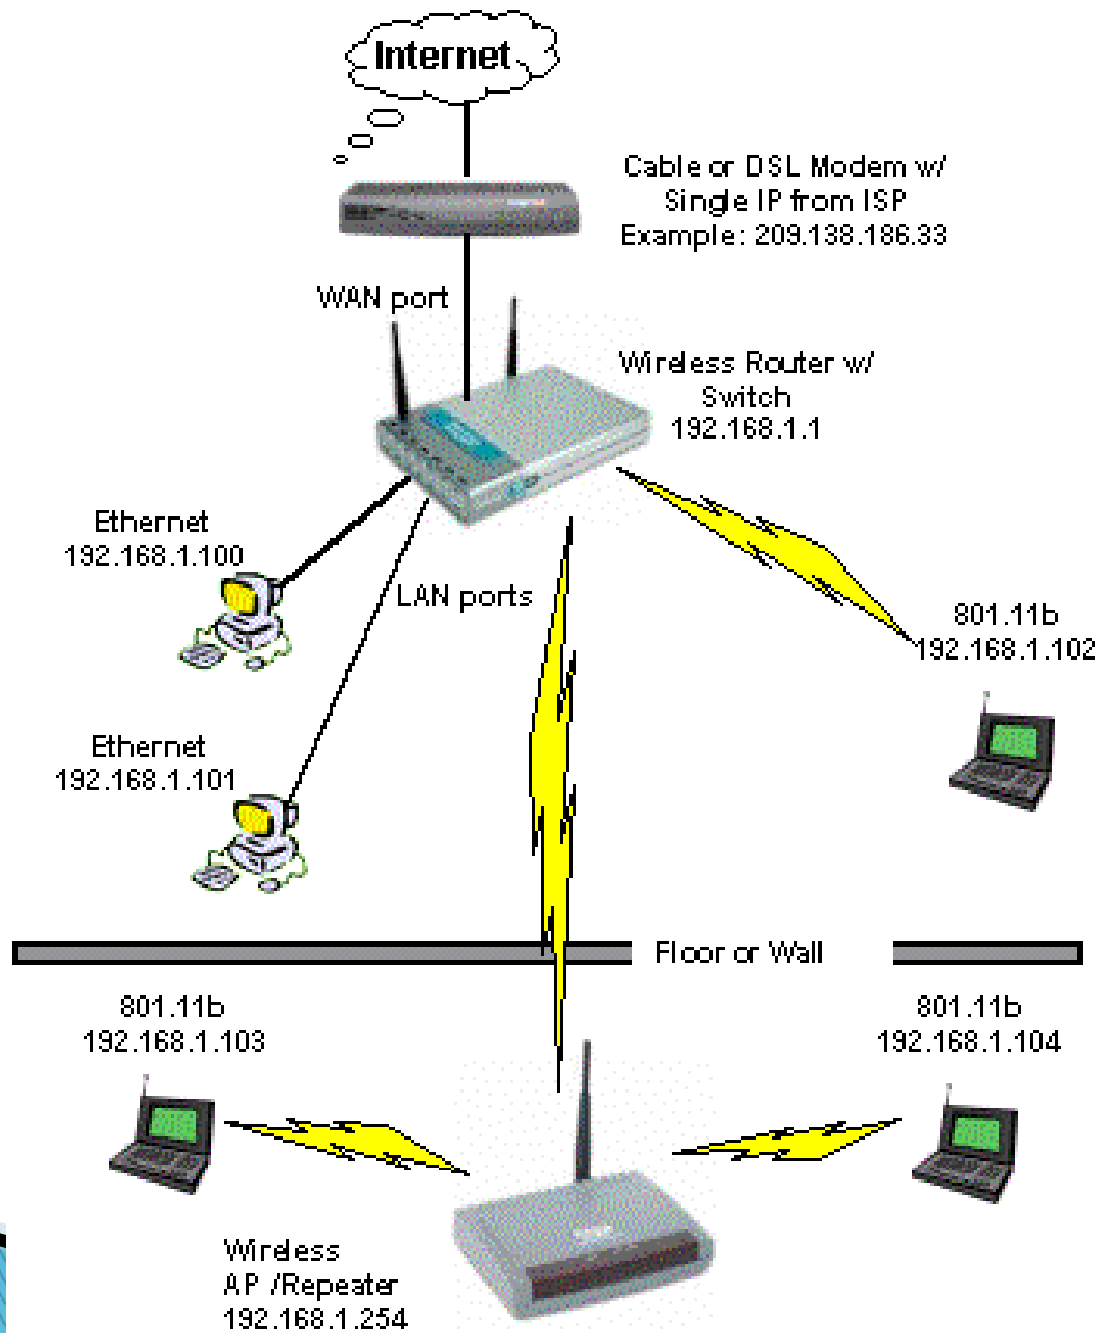 Internet
Cable or DSL Modem w/
Single IP from ISP
Example: 209.138.186.33
WAN port
Wireless Router w/
Switch
192.168.1.1
Ethernet
192.168.1.100
LAN ports
801.11b
192.168.1.102
Ethernet
192.168.1.101
Floor or Wall
801.11b
192.168.1.103
801.11b
192.168.1.104
Wireless
AP /Repeater
192.168.1.254